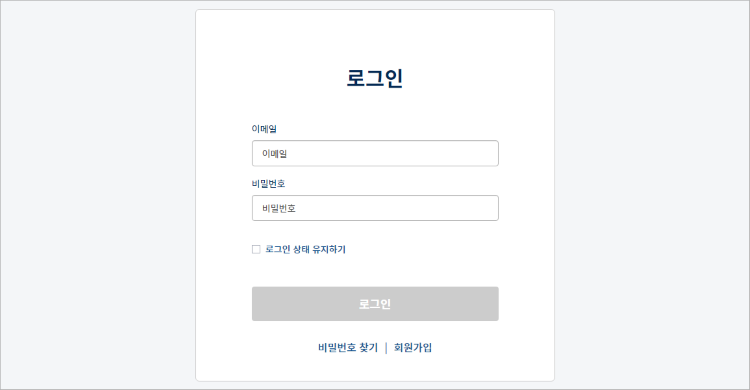 로그인
이메일
이메일
비밀번호
비밀번호
로그인 상태 유지하기
로그인
비밀번호 찾기 | 회원가입